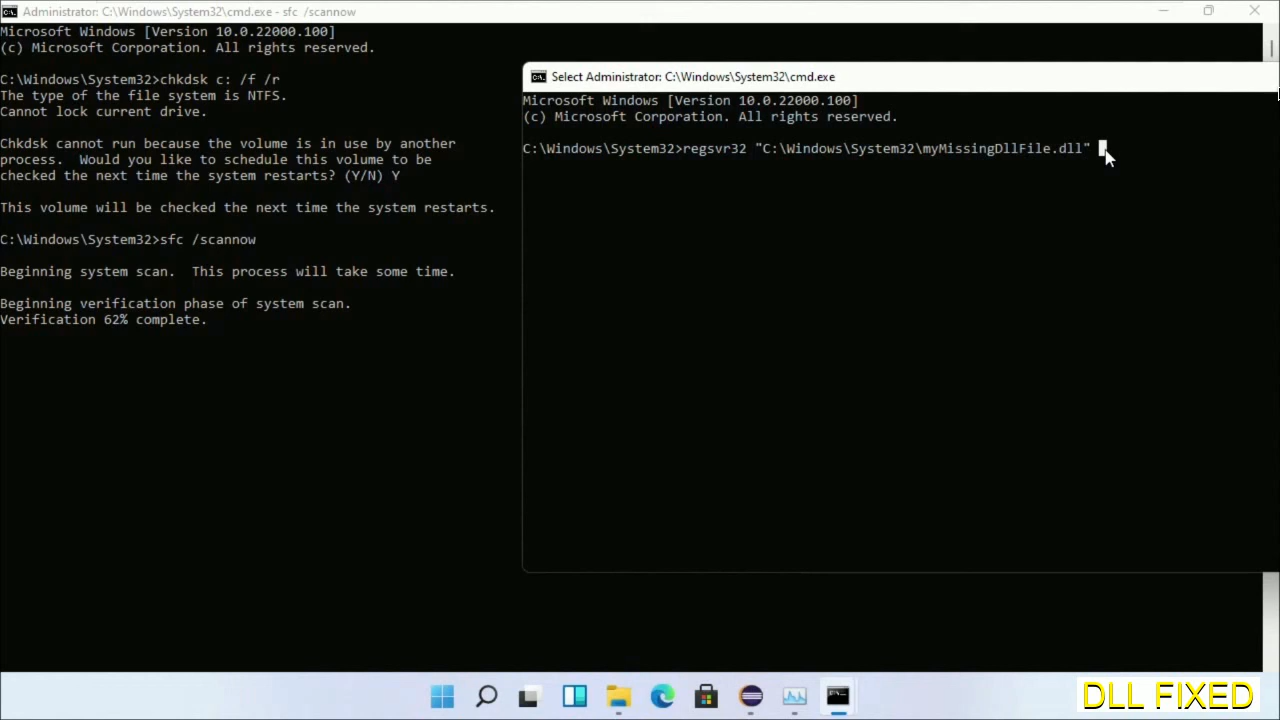 Administrator: C:\Windows\System32\cmd.exe - sfc /scannow
Microsoft Windows [Version 10.0.22000.100]
(c) Microsoft Corporation. All rights reserved.
C:\Windows\System32>chkdsk c: /f /r
The type of the file system is NTFS.
Cannot lock current drive.
Chkdsk cannot run because the volume is in use by another
process.  Would you like to schedule this volume to be
checked the next time the system restarts? (Y/N) Y
This volume will be checked the next time the system restarts.
C:\Windows\System32>sfc /scannow
Beginning system scan.  This process will take some time.
Beginning verification phase of system scan.
Verification 62% complete.
Select Administrator: C:\Windows\System32\cmd.exe
Microsoft Windows [Version 10.0.22000.100]
(c) Microsoft Corporation. All rights reserved.
C:\Windows\System32>regsvr32 "C:\Windows\System32\myMissingDllFile.dll"
DLL FIXED